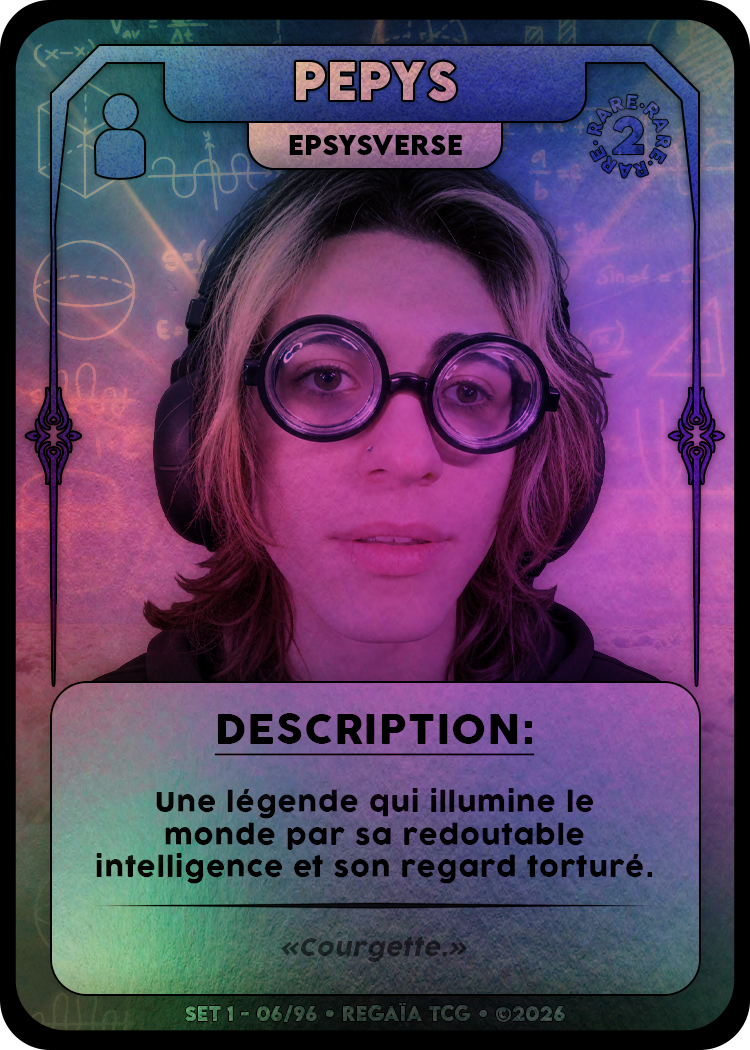 PEPYS
EPSYSVERSE
RARE · RARE · RARE ·
2
DESCRIPTION:
Une légende qui illumine le
monde par sa redoutable
intelligence et son regard torturé.
«Courgette.»
SET 1 - 06/96 • REGAÏA TCG • ©2026